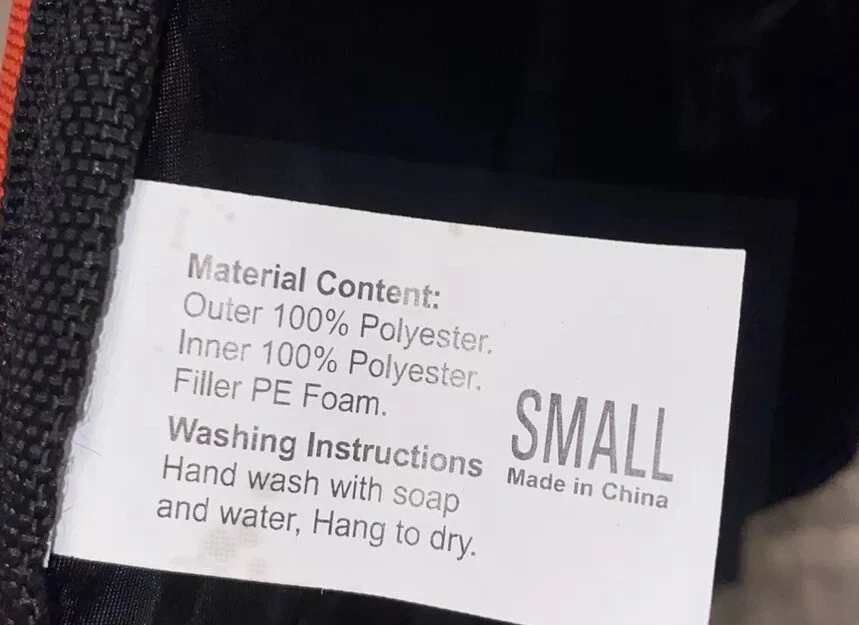 Material Content:
Outer 100% Polyester.
Inner 100% Polyester.
Filler PE Foam.
Washing Instructions
Hand wash with soap
and water, Hang to dry.
SMALL
Made in China